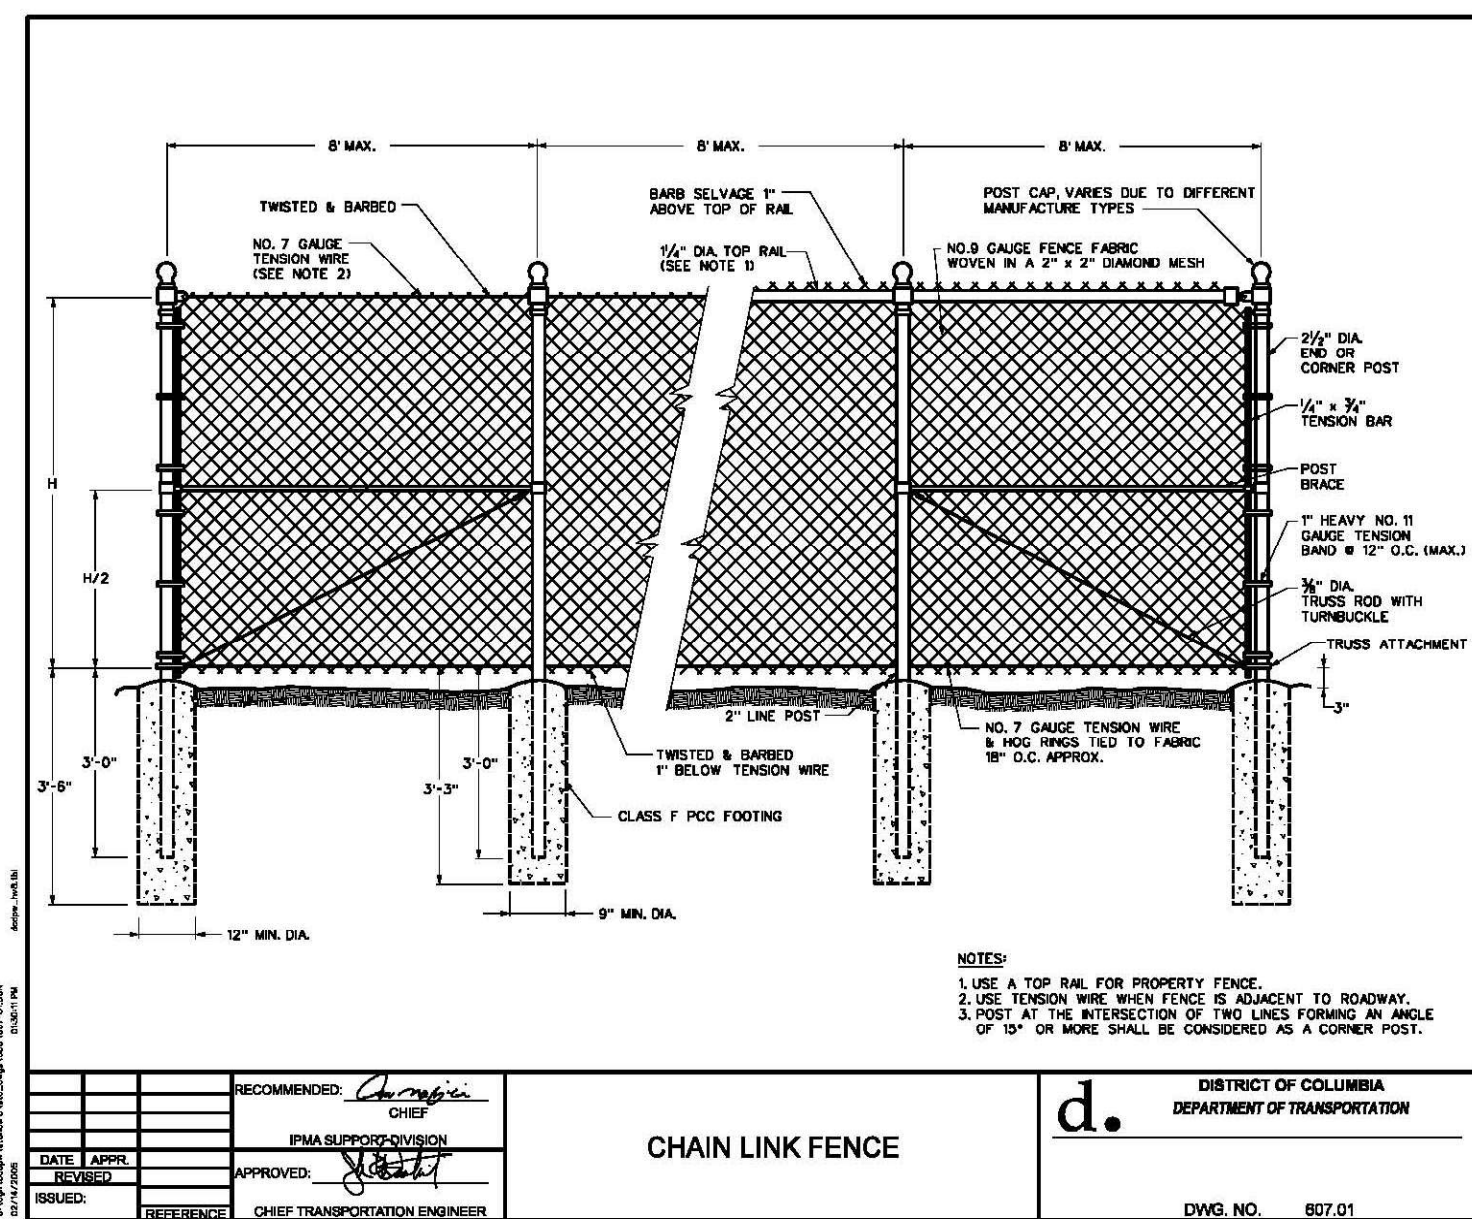 8' MAX.
8' MAX.
8' MAX.
TWISTED & BARBED
BARB SELVAGE 1"
ABOVE TOP OF RAIL
POST CAP, VARIES DUE TO DIFFERENT
MANUFACTURE TYPES
NO. 7 GAUGE
TENSION WIRE
(SEE NOTE 2)
1¼" DIA. TOP RAIL
(SEE NOTE 1)
NO.9 GAUGE FENCE FABRIC
WOVEN IN A 2" x 2" DIAMOND MESH
2½" DIA.
END OR
CORNER POST
¼" x ¾"
TENSION BAR
H
POST
BRACE
1" HEAVY NO. 11
GAUGE TENSION
BAND @ 12" O.C. (MAX.)
H/2
⅜" DIA.
TRUSS ROD WITH
TURNBUCKLE
TRUSS ATTACHMENT
3"
2" LINE POST
NO. 7 GAUGE TENSION WIRE
& HOG RINGS TIED TO FABRIC
18" O.C. APPROX.
TWISTED & BARBED
1" BELOW TENSION WIRE
3'-0"
3'-6"
3'-0"
3'-3"
CLASS F PCC FOOTING
9" MIN. DIA.
12" MIN. DIA.
NOTES:
1. USE A TOP RAIL FOR PROPERTY FENCE.
2. USE TENSION WIRE WHEN FENCE IS ADJACENT TO ROADWAY.
3. POST AT THE INTERSECTION OF TWO LINES FORMING AN ANGLE
OF 15° OR MORE SHALL BE CONSIDERED AS A CORNER POST.
02/14/2005
01:30:11 PM
RECOMMENDED:
CHIEF
IPMA SUPPORT DIVISION
APPROVED:
CHIEF TRANSPORTATION ENGINEER
DATE APPR.
REVISED
ISSUED:
REFERENCE
CHAIN LINK FENCE
d.
DISTRICT OF COLUMBIA
DEPARTMENT OF TRANSPORTATION
DWG. NO. 607.01